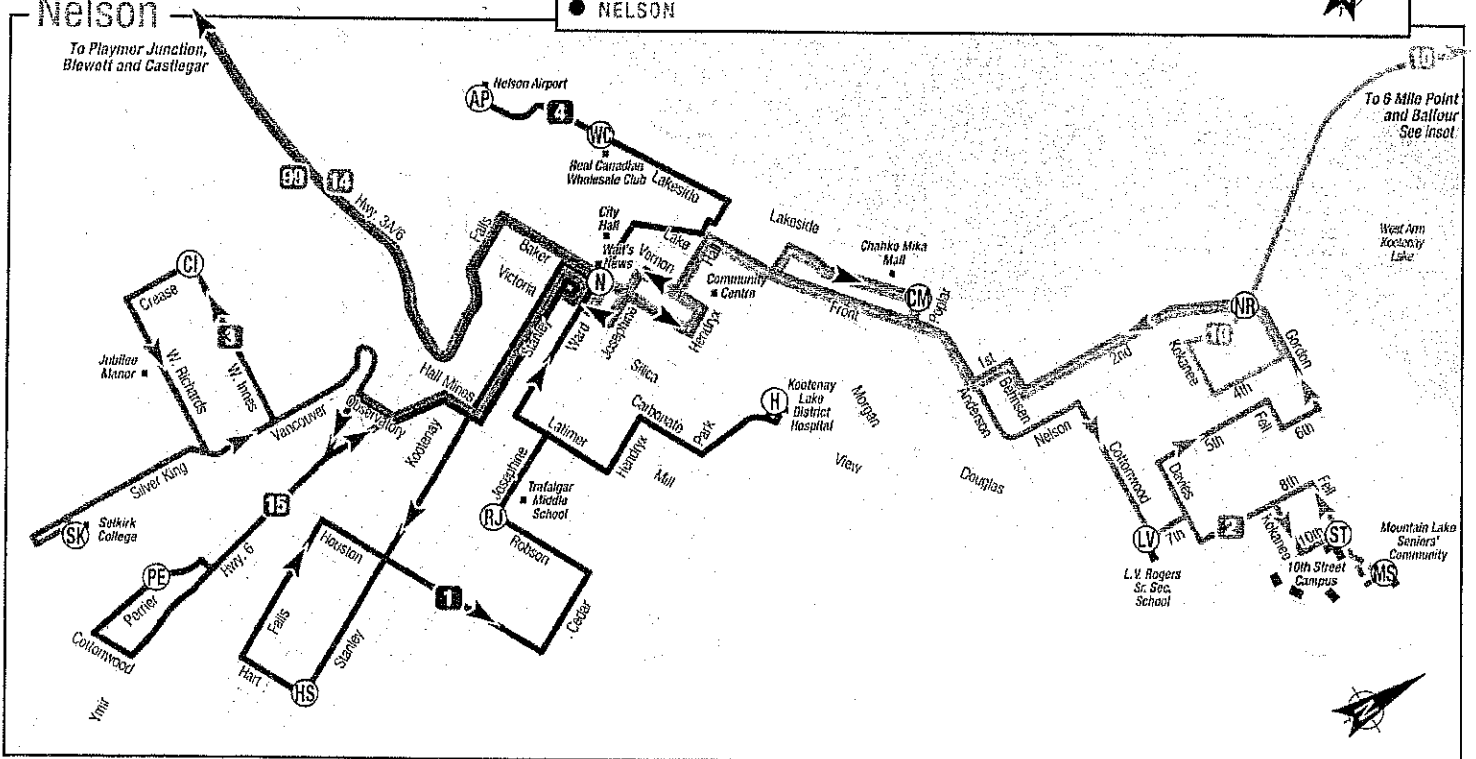 Nelson
● NELSON
To Playmor Junction,
Blewett and Castlegar
99
14
Hwy. 3A/6
AP
Nelson Airport
4
WC
Real Canadian
Wholesale Club
Lakeside
City
Hall
Wait's
News
N
Lake
Vernon
Hall
Falls
Baker
Victoria
Stanley
Ward
Josephine
Hendryx
Community
Centre
Lakeside
Chahko Mika
Mall
CM
Poplar
Front
10
To 6 Mile Point
and Balfour
See inset
West Arm
Kootenay
Lake
NR
Gordon
Kokanee
10
4th
2nd
1st
Bernsen
Anderson
Nelson
Cottonwood
5th
Fell
6th
Davies
7th
LV
L.V. Rogers
Sr. Sec.
School
2
8th
Fell
Kokanee
10th
ST
10th Street
Campus
Mountain Lake
Seniors'
Community
MS
CI
Crease
3
Jubilee
Manor
W. Richards
W. Innes
Vancouver
Observatory
Hall Mines
Kootenay
Silver King
SK
Selkirk
College
15
Hwy. 6
PE
Perrier
Cottonwood
Ymir
Falls
Hart
HS
Stanley
Houston
1
Silica
Carbonate
Latimer
Hendryx
Park
Mill
H
Kootenay
Lake
District
Hospital
Josephine
Trafalgar
Middle
School
RJ
Robson
Cedar
Morgan
View
Douglas
N